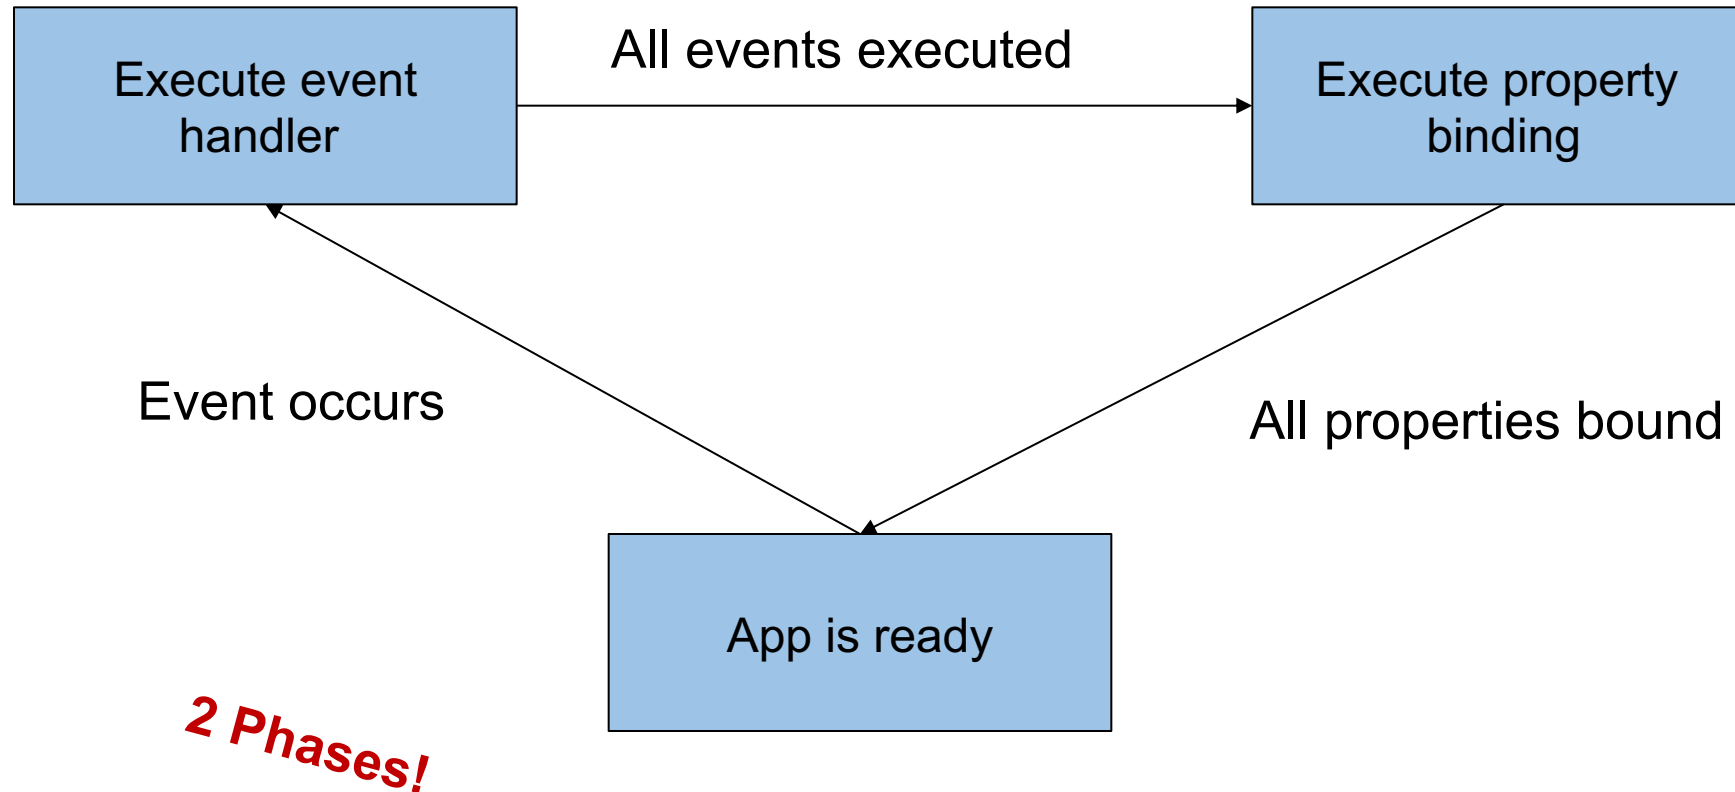 All events executed
Execute event
handler
Execute property
binding
Event occurs
All properties bound
App is ready
2 Phases!